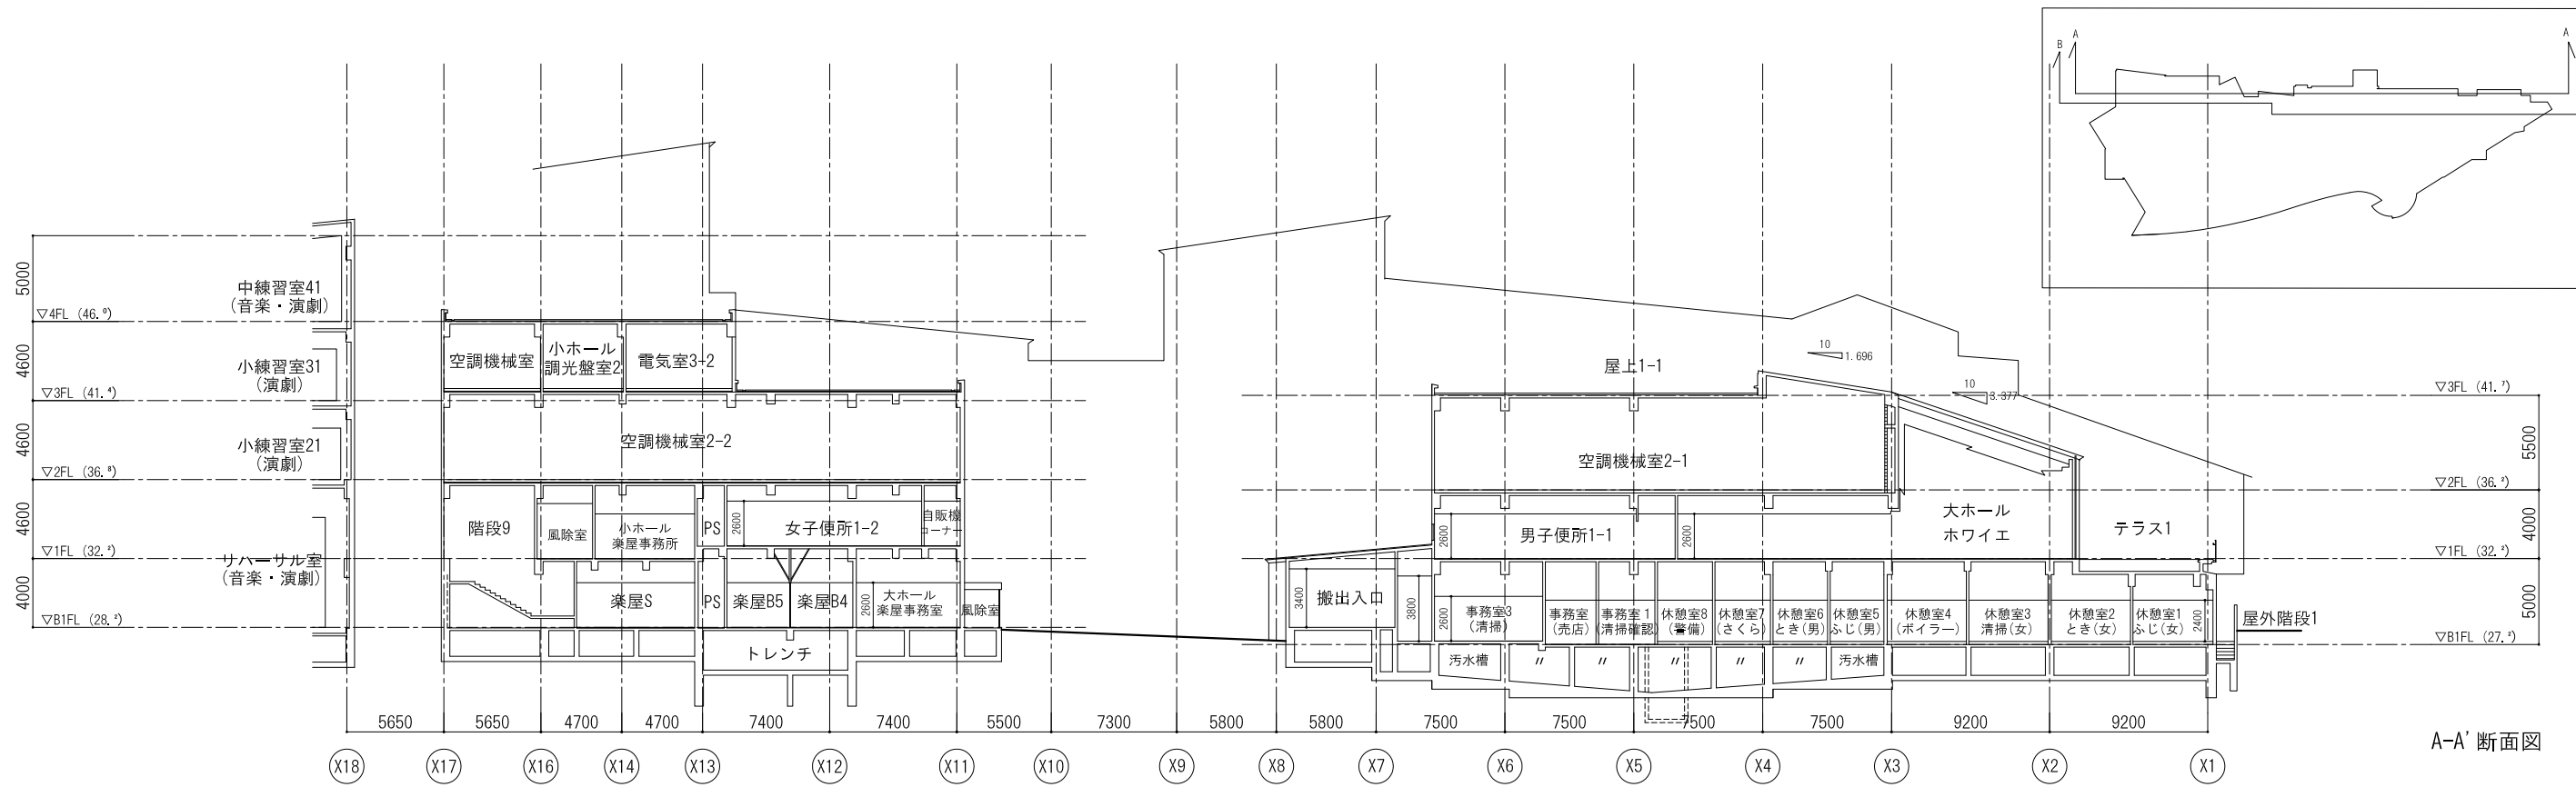 B
A
A
5000
4600
4600
4600
4000
▽4FL (46.⁰)
▽3FL (41.⁴)
▽2FL (36.⁸)
▽1FL (32.²)
▽B1FL (28.²)
中練習室41
(音楽・演劇)
小練習室31
(演劇)
小練習室21
(演劇)
リハーサル室
(音楽・演劇)
空調機械室
小ホール
調光盤室2
電気室3-2
空調機械室2-2
階段9
風除室
小ホール
楽屋事務所
PS
2600
女子便所1-2
自販機
コーナー
楽屋S
PS
楽屋B5
楽屋B4
2600
大ホール
楽屋事務室
風除室
トレンチ
屋上1-1
10
1.696
10
3.377
空調機械室2-1
2600
男子便所1-1
2600
大ホール
ホワイエ
テラス1
3400
搬出入口
3800
2600
事務室3
(清掃)
事務室
(売店)
事務室1
(清掃確認)
休憩室8
(警備)
休憩室7
(さくら)
休憩室6
とき(男)
休憩室5
ふじ(男)
休憩室4
(ボイラー)
休憩室3
清掃(女)
休憩室2
とき(女)
休憩室1
ふじ(女)
2400
屋外階段1
汚水槽
〃
〃
〃
〃
〃
汚水槽
▽3FL (41.⁷)
▽2FL (36.²)
▽1FL (32.²)
▽B1FL (27.²)
5500
4000
5000
5650
5650
4700
4700
7400
7400
5500
7300
5800
5800
7500
7500
7500
7500
9200
9200
X18
X17
X16
X14
X13
X12
X11
X10
X9
X8
X7
X6
X5
X4
X3
X2
X1
A-A' 断面図